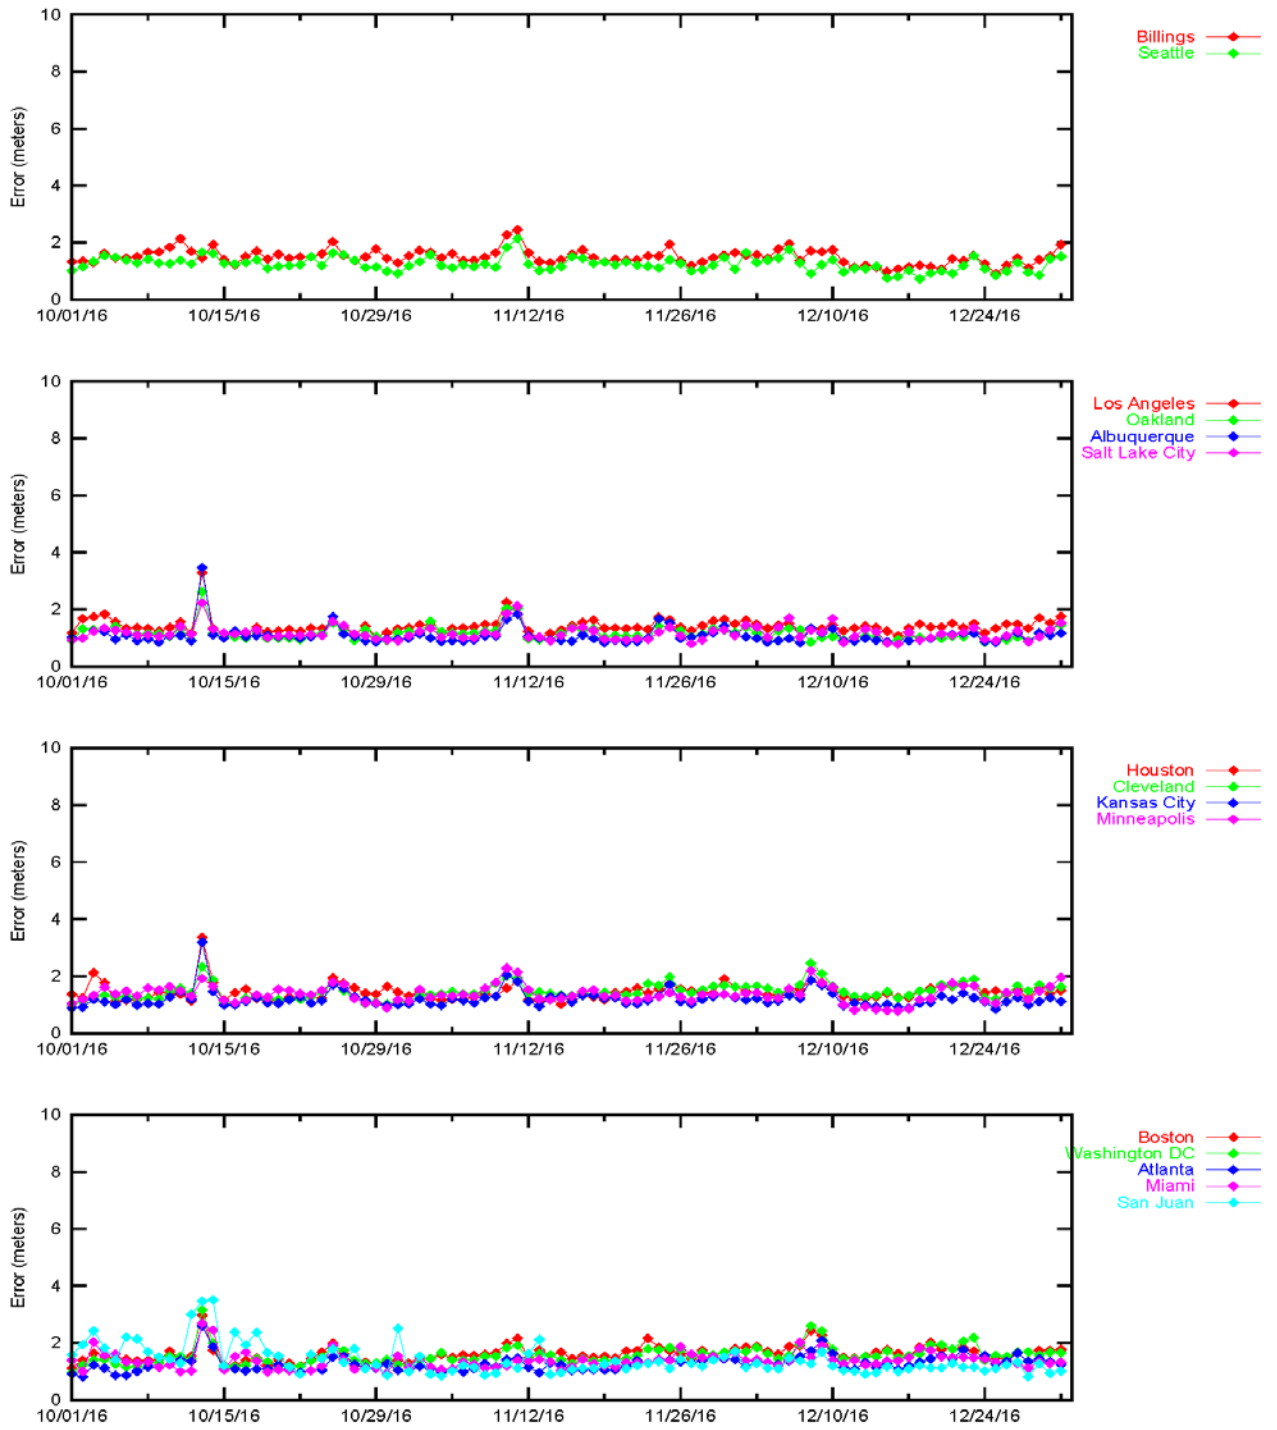 10
8
6
4
2
0
Error (meters)
10/01/16 10/15/16 10/29/16 11/12/16 11/26/16 12/10/16 12/24/16
Billings
Seattle
10
8
6
4
2
0
Error (meters)
10/01/16 10/15/16 10/29/16 11/12/16 11/26/16 12/10/16 12/24/16
Los Angeles
Oakland
Albuquerque
Salt Lake City
10
8
6
4
2
0
Error (meters)
10/01/16 10/15/16 10/29/16 11/12/16 11/26/16 12/10/16 12/24/16
Houston
Cleveland
Kansas City
Minneapolis
10
8
6
4
2
0
Error (meters)
10/01/16 10/15/16 10/29/16 11/12/16 11/26/16 12/10/16 12/24/16
Boston
Washington DC
Atlanta
Miami
San Juan